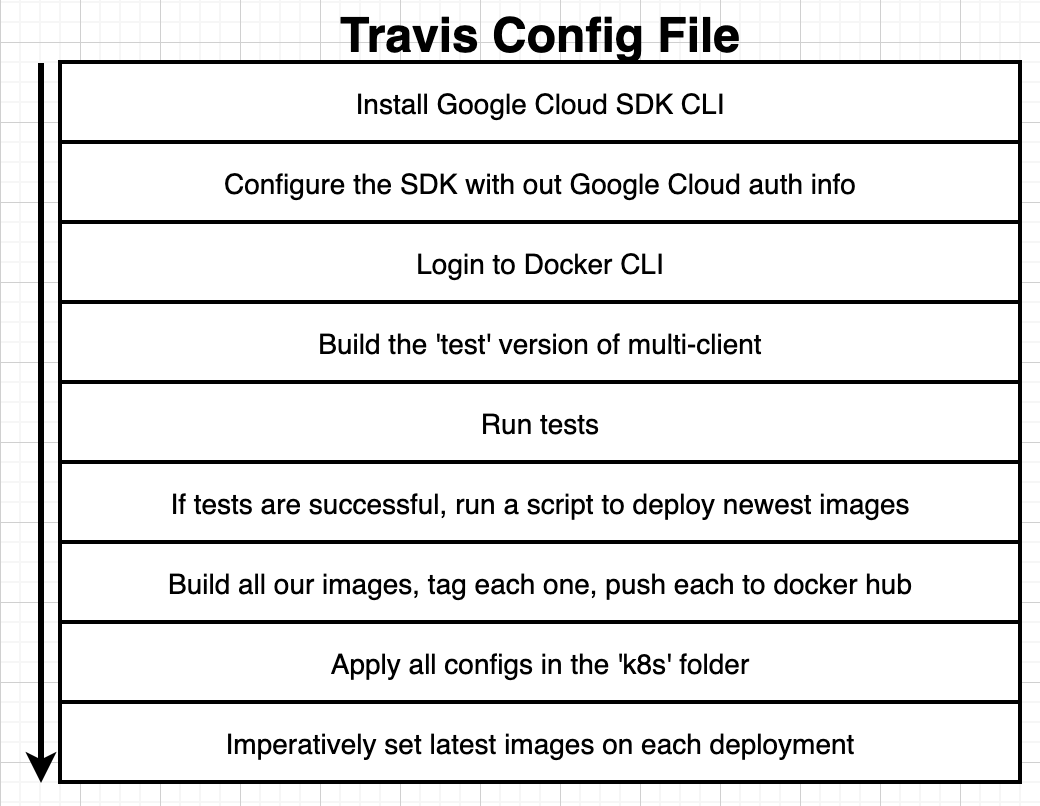 Travis Config File
Install Google Cloud SDK CLI
Configure the SDK with out Google Cloud auth info
Login to Docker CLI
Build the 'test' version of multi-client
Run tests
If tests are successful, run a script to deploy newest images
Build all our images, tag each one, push each to docker hub
Apply all configs in the 'k8s' folder
Imperatively set latest images on each deployment